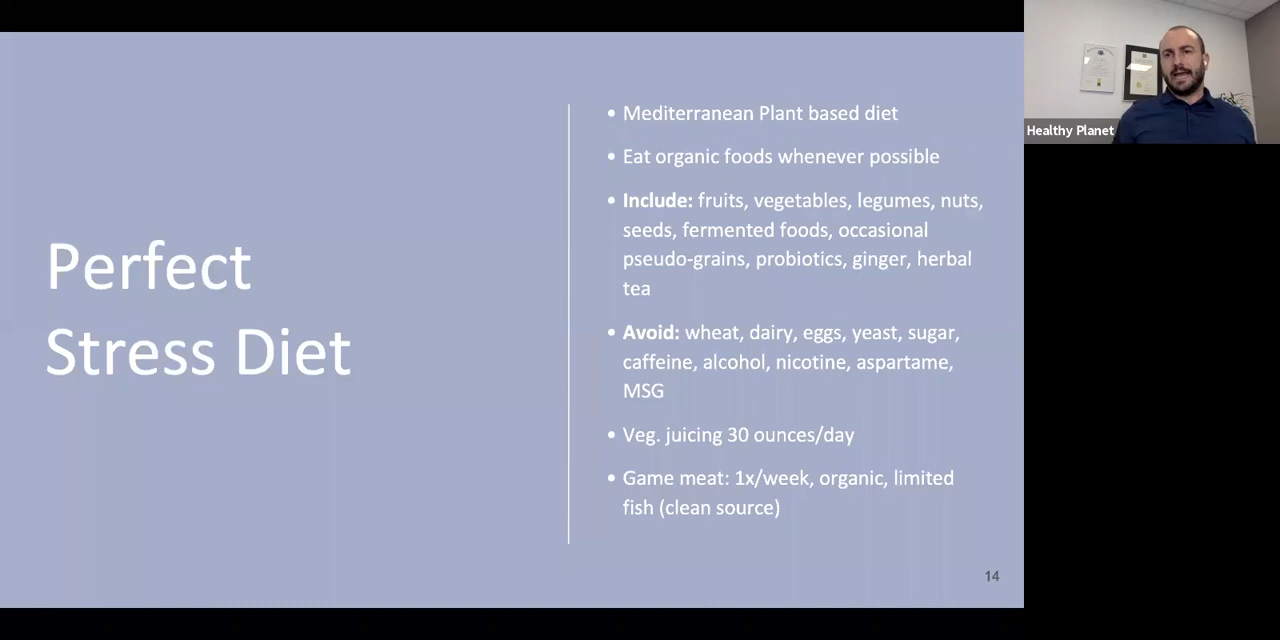 Perfect
Stress Diet
• Mediterranean Plant based diet
• Eat organic foods whenever possible
• Include: fruits, vegetables, legumes, nuts,
seeds, fermented foods, occasional
pseudo-grains, probiotics, ginger, herbal
tea
• Avoid: wheat, dairy, eggs, yeast, sugar,
caffeine, alcohol, nicotine, aspartame,
MSG
• Veg. juicing 30 ounces/day
• Game meat: 1x/week, organic, limited
fish (clean source)
14
Healthy Planet